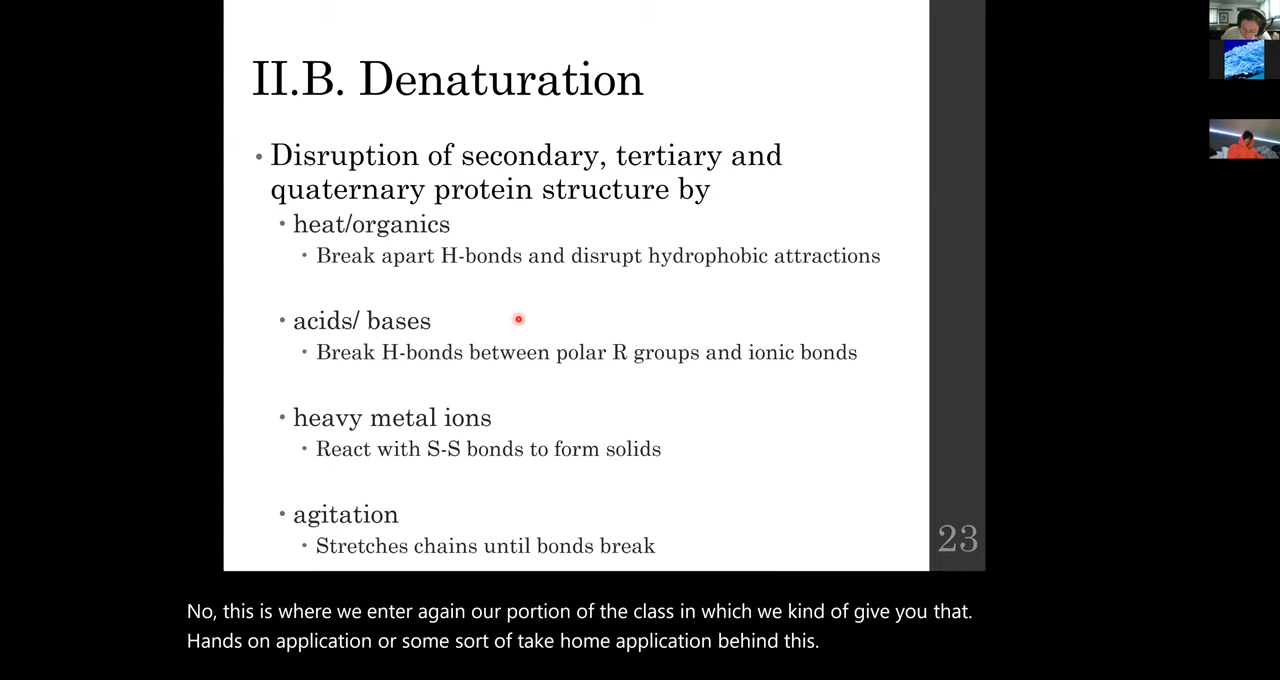 II.B. Denaturation
• Disruption of secondary, tertiary and
quaternary protein structure by
• heat/organics
• Break apart H-bonds and disrupt hydrophobic attractions
• acids/ bases
• Break H-bonds between polar R groups and ionic bonds
• heavy metal ions
• React with S-S bonds to form solids
• agitation
• Stretches chains until bonds break
23
No, this is where we enter again our portion of the class in which we kind of give you that.
Hands on application or some sort of take home application behind this.